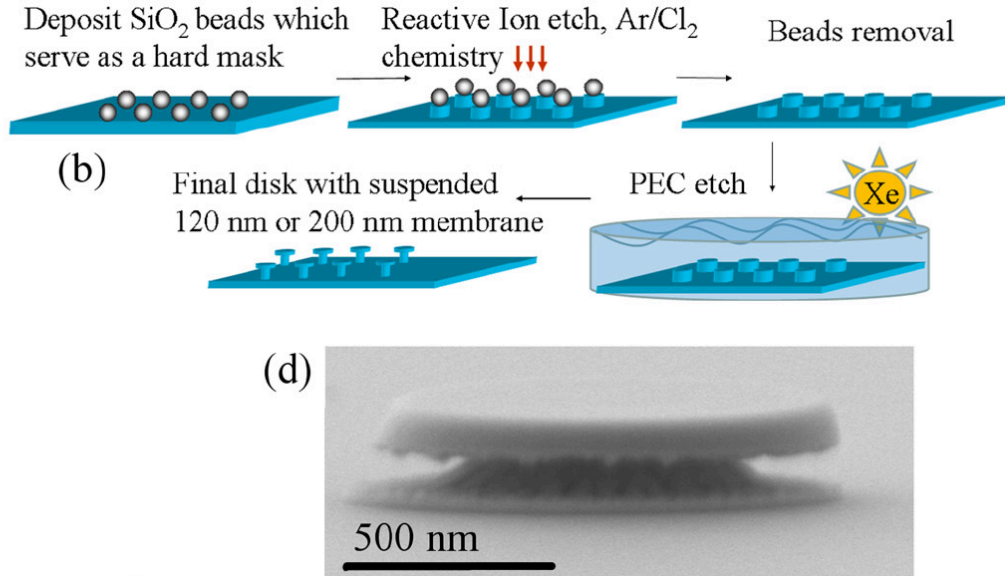 Deposit SiO₂ beads which
serve as a hard mask
Reactive Ion etch, Ar/Cl₂
chemistry
Beads removal
(b)
Final disk with suspended
120 nm or 200 nm membrane
PEC etch
Xe
(d)
500 nm